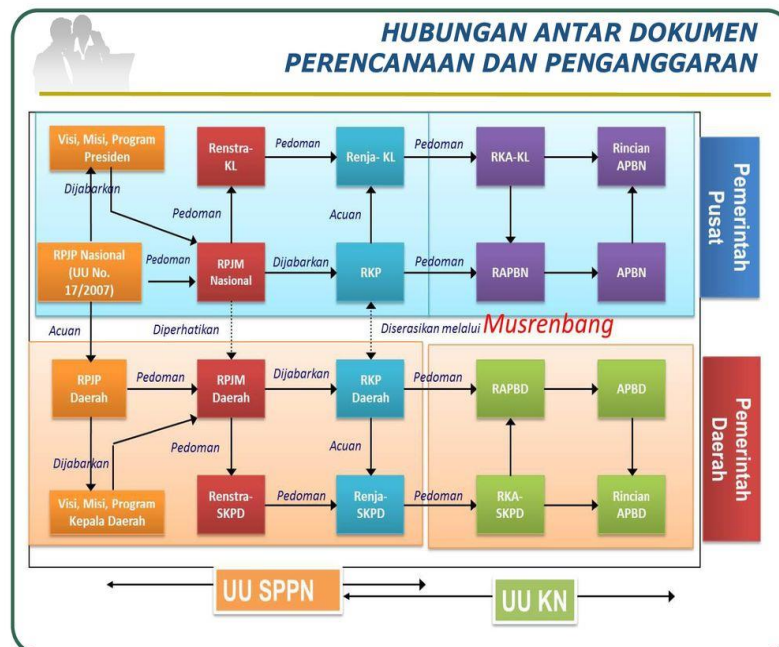 HUBUNGAN ANTAR DOKUMEN
PERENCANAAN DAN PENGANGGARAN
Visi, Misi, Program
Presiden
Renstra-
KL
Pedoman
Renja- KL
Pedoman
RKA-KL
Rincian
APBN
Dijabarkan
Pedoman
Acuan
RPJP Nasional
(UU No.
17/2007)
Pedoman
RPJM
Nasional
Dijabarkan
RKP
Pedoman
RAPBN
APBN
Pemerintah
Pusat
Acuan
Diperhatikan
Diserasikan melalui Musrenbang
RPJP
Daerah
Pedoman
RPJM
Daerah
Dijabarkan
RKP
Daerah
Pedoman
RAPBD
APBD
Dijabarkan
Pedoman
Acuan
Visi, Misi, Program
Kepala Daerah
Renstra-
SKPD
Pedoman
Renja-
SKPD
Pedoman
RKA-
SKPD
Rincian
APBD
Pemerintah
Daerah
UU SPPN
UU KN